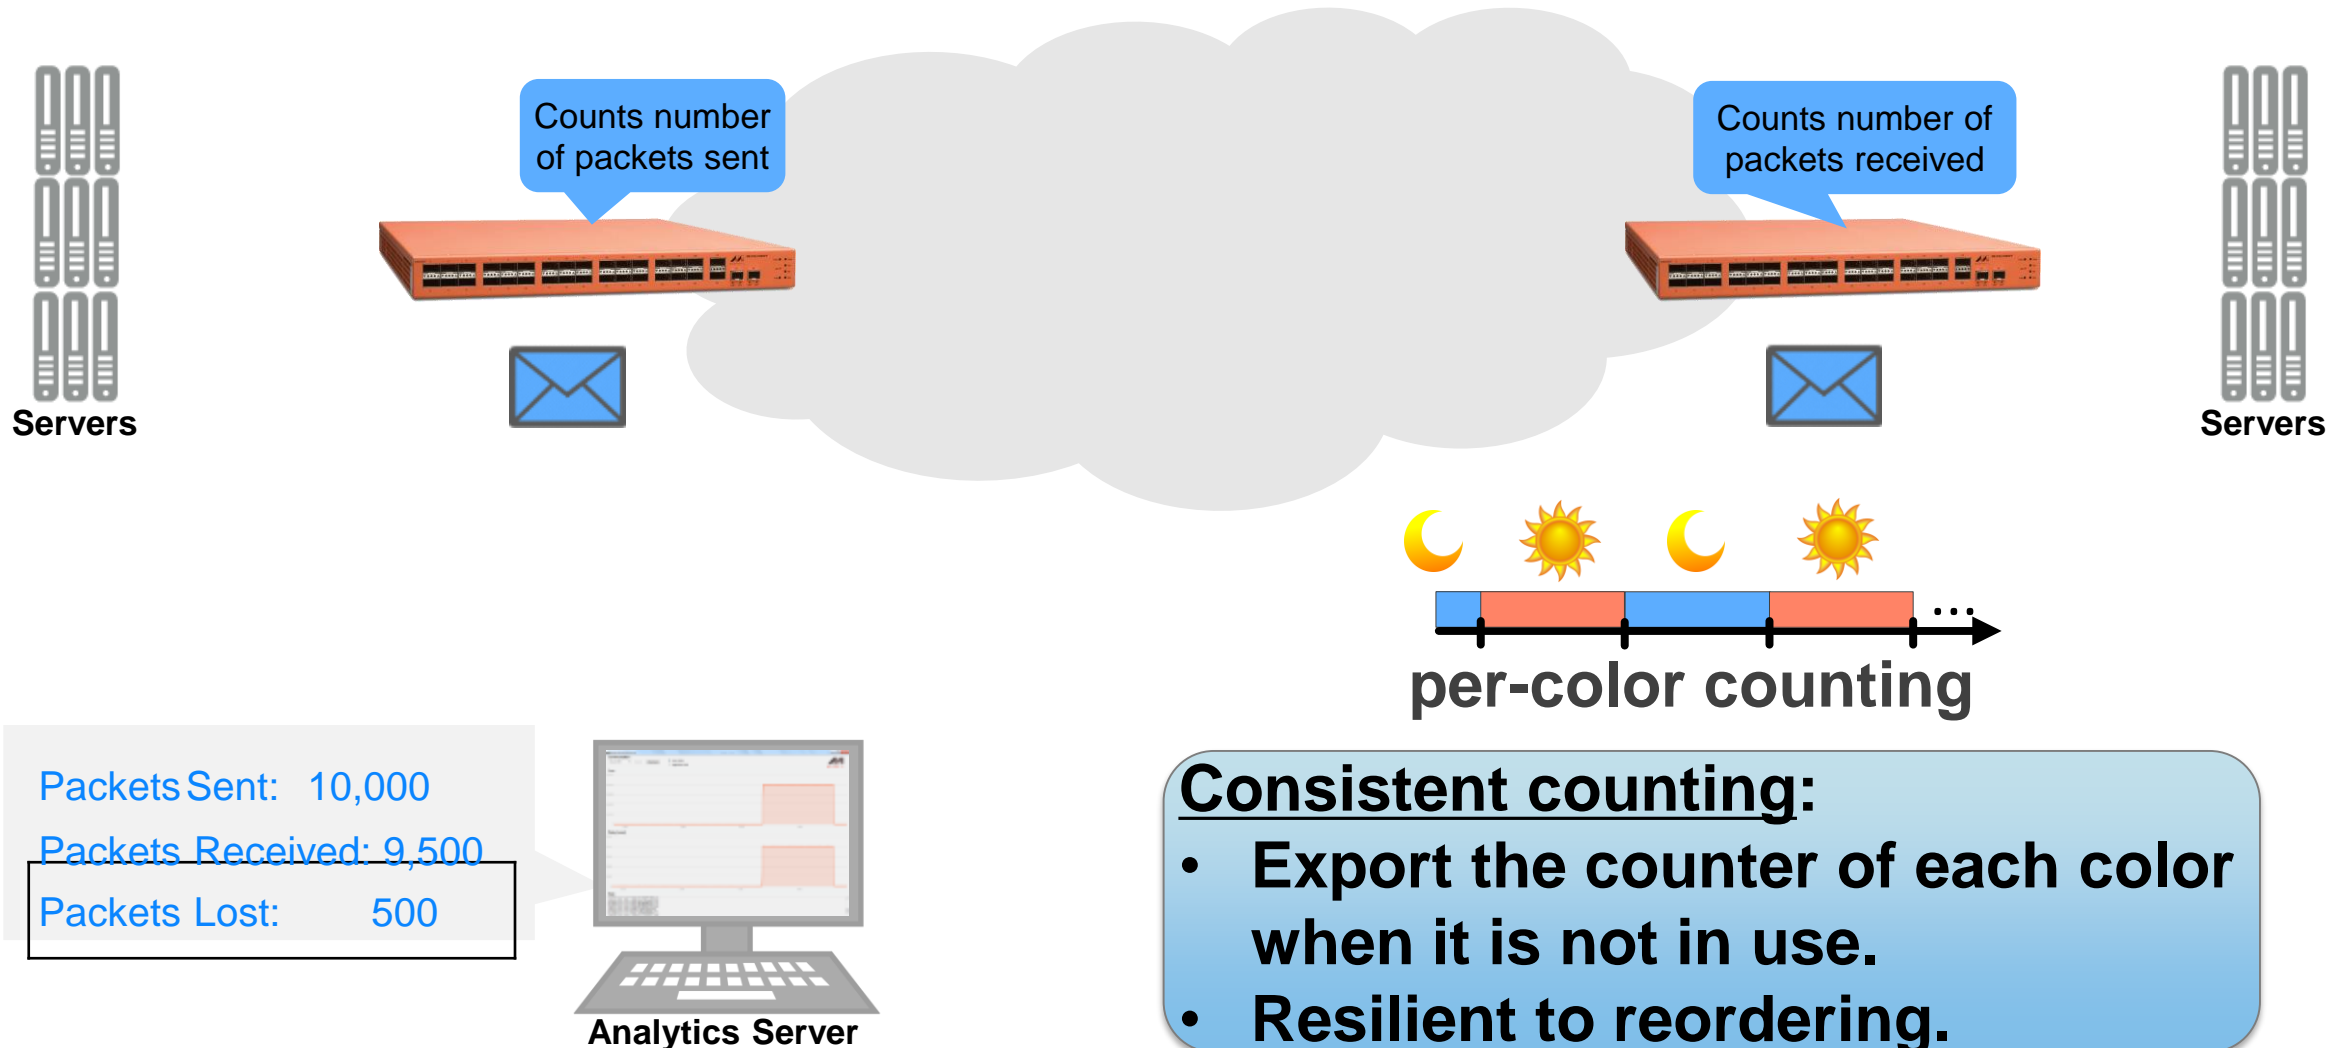 Counts number
of packets sent
Counts number of
packets received
Servers
Servers
...
per-color counting
Packets Sent: 10,000
Packets Received: 9,500
Packets Lost: 500
Analytics Server
Consistent counting:
• Export the counter of each color
when it is not in use.
• Resilient to reordering.